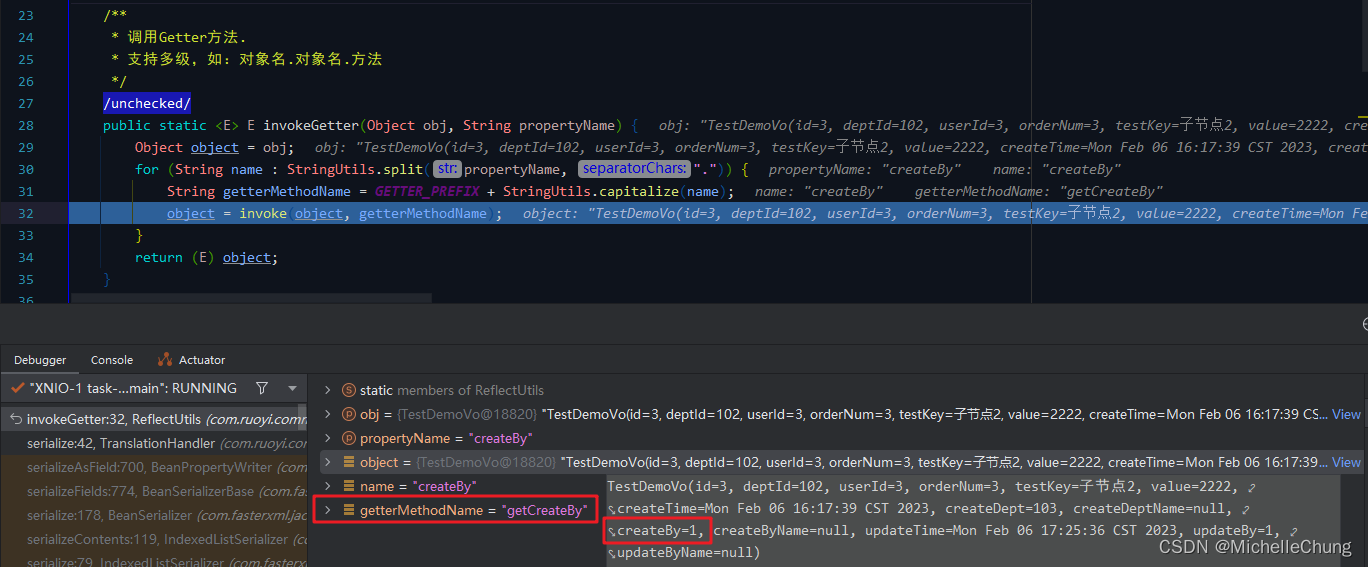 23 /**
24 * 调用Getter方法.
25 * 支持多级，如：对象名.对象名.方法
26 */
27 /unchecked/
28 public static <E> E invokeGetter(Object obj, String propertyName) { obj: "TestDemoVo(id=3, deptId=102, userId=3, orderNum=3, testKey=子节点2, value=2222, cre
29 Object object = obj; obj: "TestDemoVo(id=3, deptId=102, userId=3, orderNum=3, testKey=子节点2, value=2222, createTime=Mon Feb 06 16:17:39 CST 2023, creat
30 for (String name : StringUtils.split( str: propertyName, separatorChars: ".")) { propertyName: "createBy" name: "createBy"
31 String getterMethodName = GETTER_PREFIX + StringUtils.capitalize(name); name: "createBy" getterMethodName: "getCreateBy"
32 object = invoke(object, getterMethodName); object: "TestDemoVo(id=3, deptId=102, userId=3, orderNum=3, testKey=子节点2, value=2222, createTime=Mon Fe
33 }
34 return (E) object;
35 }
36
Debugger Console Actuator
"XNIO-1 task-...main": RUNNING
invokeGetter:32, ReflectUtils (com.ruoyi.comm
serialize:42, TranslationHandler (com.ruoyi.com
serializeAsField:700, BeanPropertyWriter (com
serializeFields:774, BeanSerializerBase (com.fas
serialize:178, BeanSerializer (com.fasterxml.jac
serializeContents:119, IndexedListSerializer (co
serialize:79, IndexedListSerializer (com.fasterx
static members of ReflectUtils
obj = {TestDemoVo@18820} "TestDemoVo(id=3, deptId=102, userId=3, orderNum=3, testKey=子节点2, value=2222, createTime=Mon Feb 06 16:17:39 CS... View
propertyName = "createBy"
object = {TestDemoVo@18820} "TestDemoVo(id=3, deptId=102, userId=3, orderNum=3, testKey=子节点2, value=2222, createTime=Mon Feb 06 16:17:39... View
name = "createBy"
getterMethodName = "getCreateBy"
TestDemoVo(id=3, deptId=102, userId=3, orderNum=3, testKey=子节点2, value=2222,
createTime=Mon Feb 06 16:17:39 CST 2023, createDept=103, createDeptName=null,
createBy=1, createByName=null, updateTime=Mon Feb 06 17:25:36 CST 2023, updateBy=1,
updateByName=null)
CSDN @MichelleChung